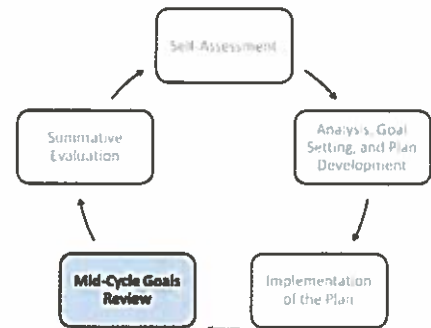 Self-Assessment
Analysis, Goal
Setting, and Plan
Development
Implementation
of the Plan
Mid-Cycle Goals
Review
Summative
Evaluation